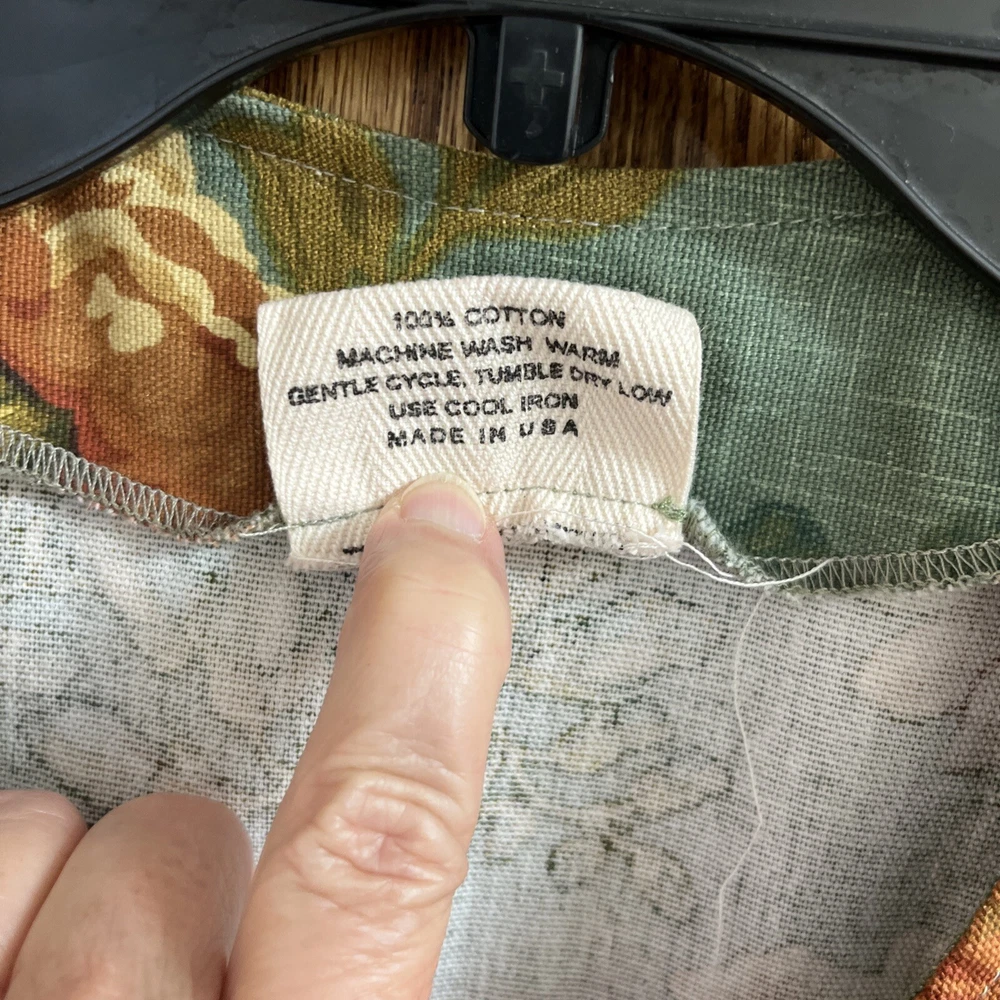 100% COTTON
MACHINE WASH WARM
GENTLE CYCLE, TUMBLE DRY LOW
USE COOL IRON
MADE IN USA